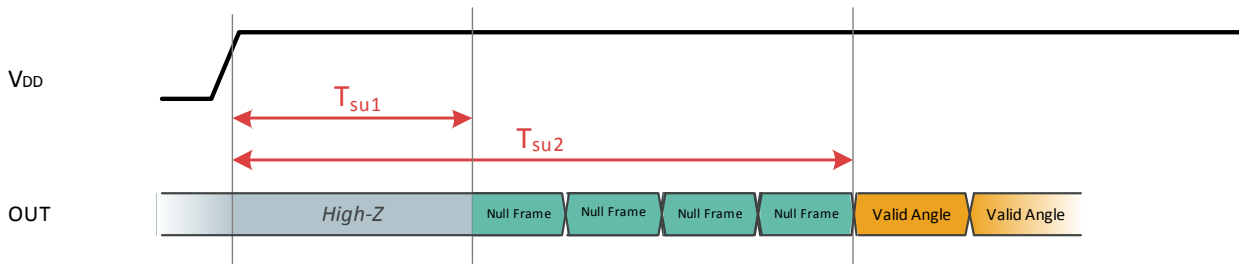 VDD
Tsu1
Tsu2
OUT High-Z Null Frame Null Frame Null Frame Null Frame Valid Angle Valid Angle